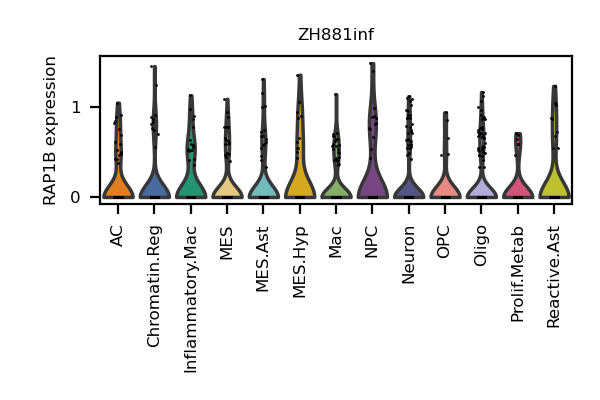 ZH881inf
RAP1B expression
1
0
AC
Chromatin.Reg
Inflammatory.Mac
MES
MES.Ast
MES.Hyp
Mac
NPC
Neuron
OPC
Oligo
Prolif.Metab
Reactive.Ast